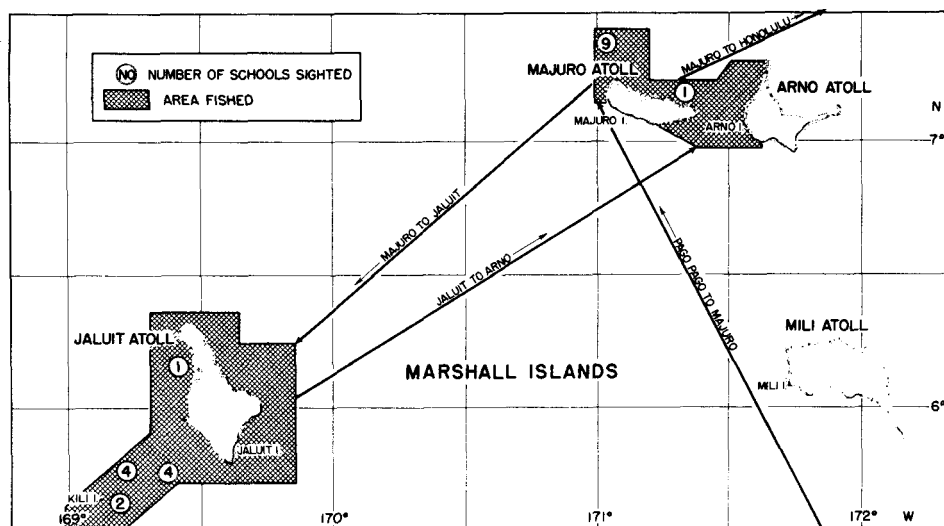 NO NUMBER OF SCHOOLS SIGHTED
AREA FISHED
9
MAJURO TO HONOLULU
MAJURO ATOLL
1
ARNO ATOLL
N
MAJURO I.
ARNO I.
7°
MAJURO TO JALUIT
JALUIT TO ARNO
PAGO PAGO TO MAJURO
JALUIT ATOLL
MILI ATOLL
1
MARSHALL ISLANDS
MILI I.
6°
JALUIT I.
4
4
KILI I.
2
169°
170°
171°
172°
W